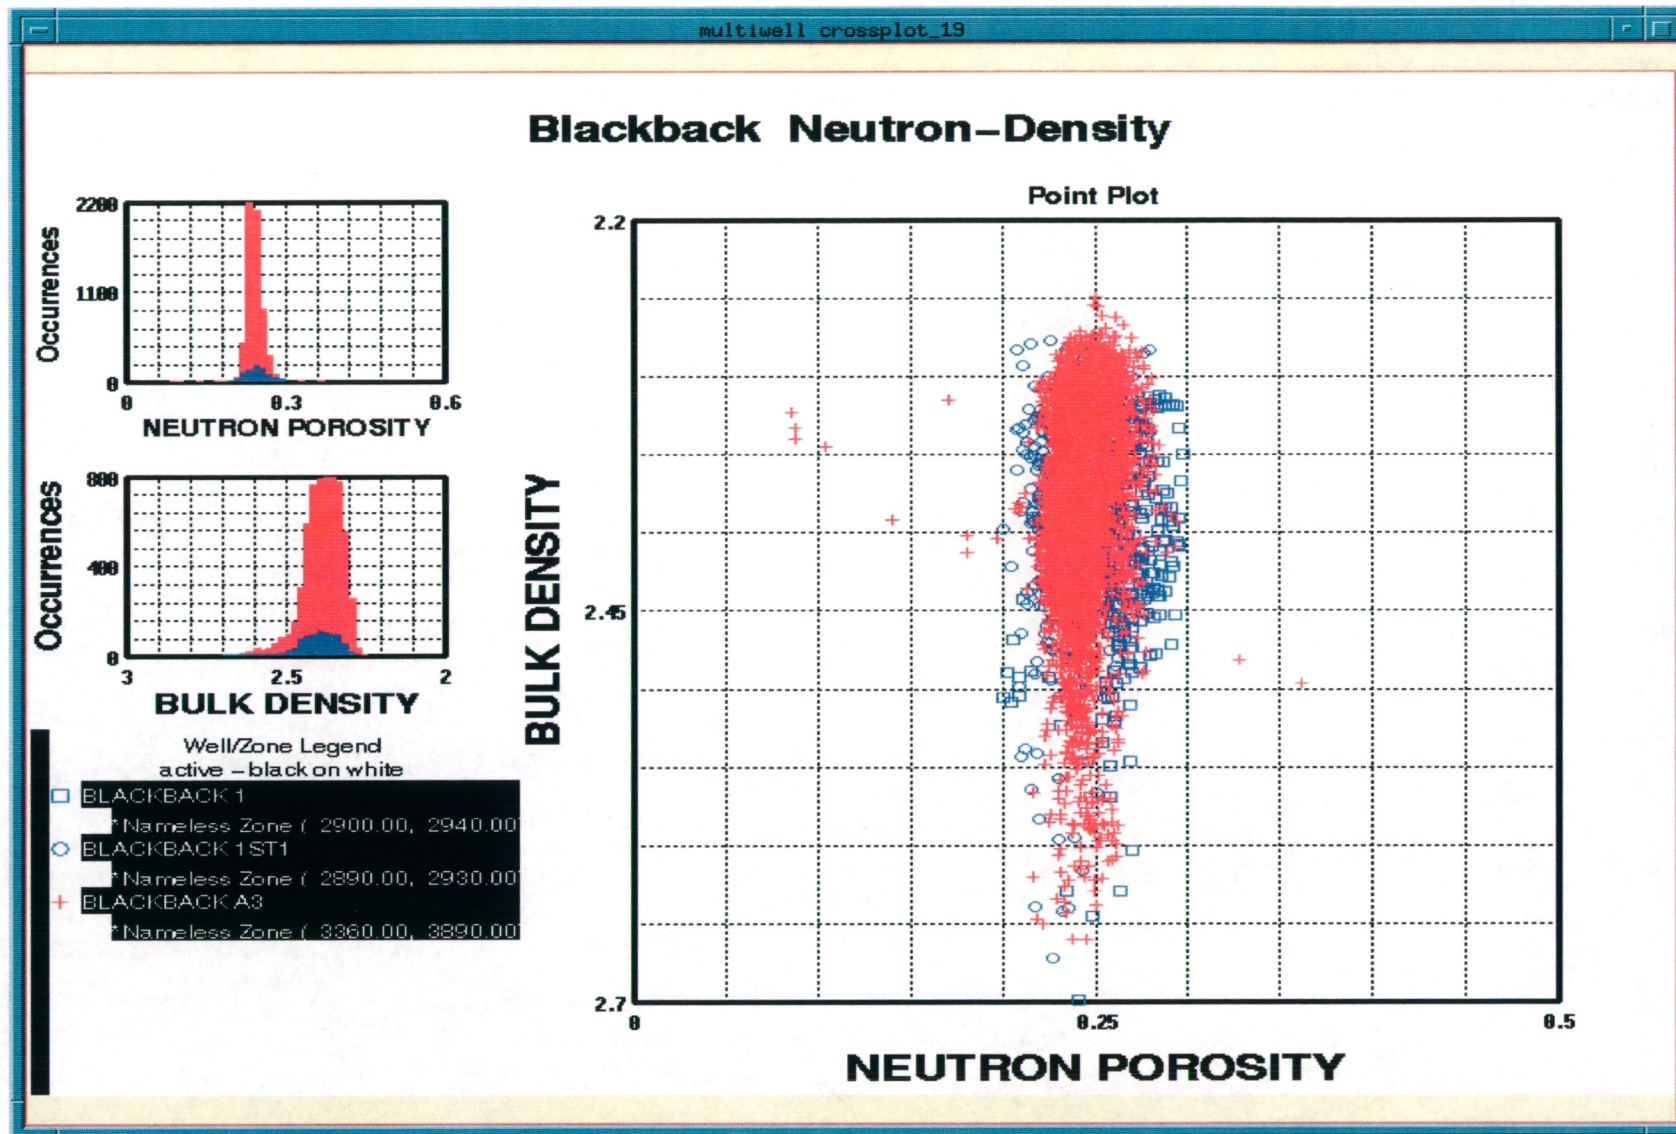 multiwell crossplot_19
Blackback Neutron-Density
Occurrences
2200
1100
0
0 0.3 0.6
NEUTRON POROSITY
Occurrences
800
400
0
3 2.5 2
BULK DENSITY
Well/Zone Legend
active -black on white
BLACKBACK 1
*Nameless Zone ( 2900.00, 2940.00
BLACKBACK 1ST1
*Nameless Zone ( 2890.00, 2930.00
BLACKBACK A3
*Nameless Zone ( 3360.00, 3890.00
Point Plot
BULK DENSITY
2.2
2.45
2.7
0 0.25 0.5
NEUTRON POROSITY